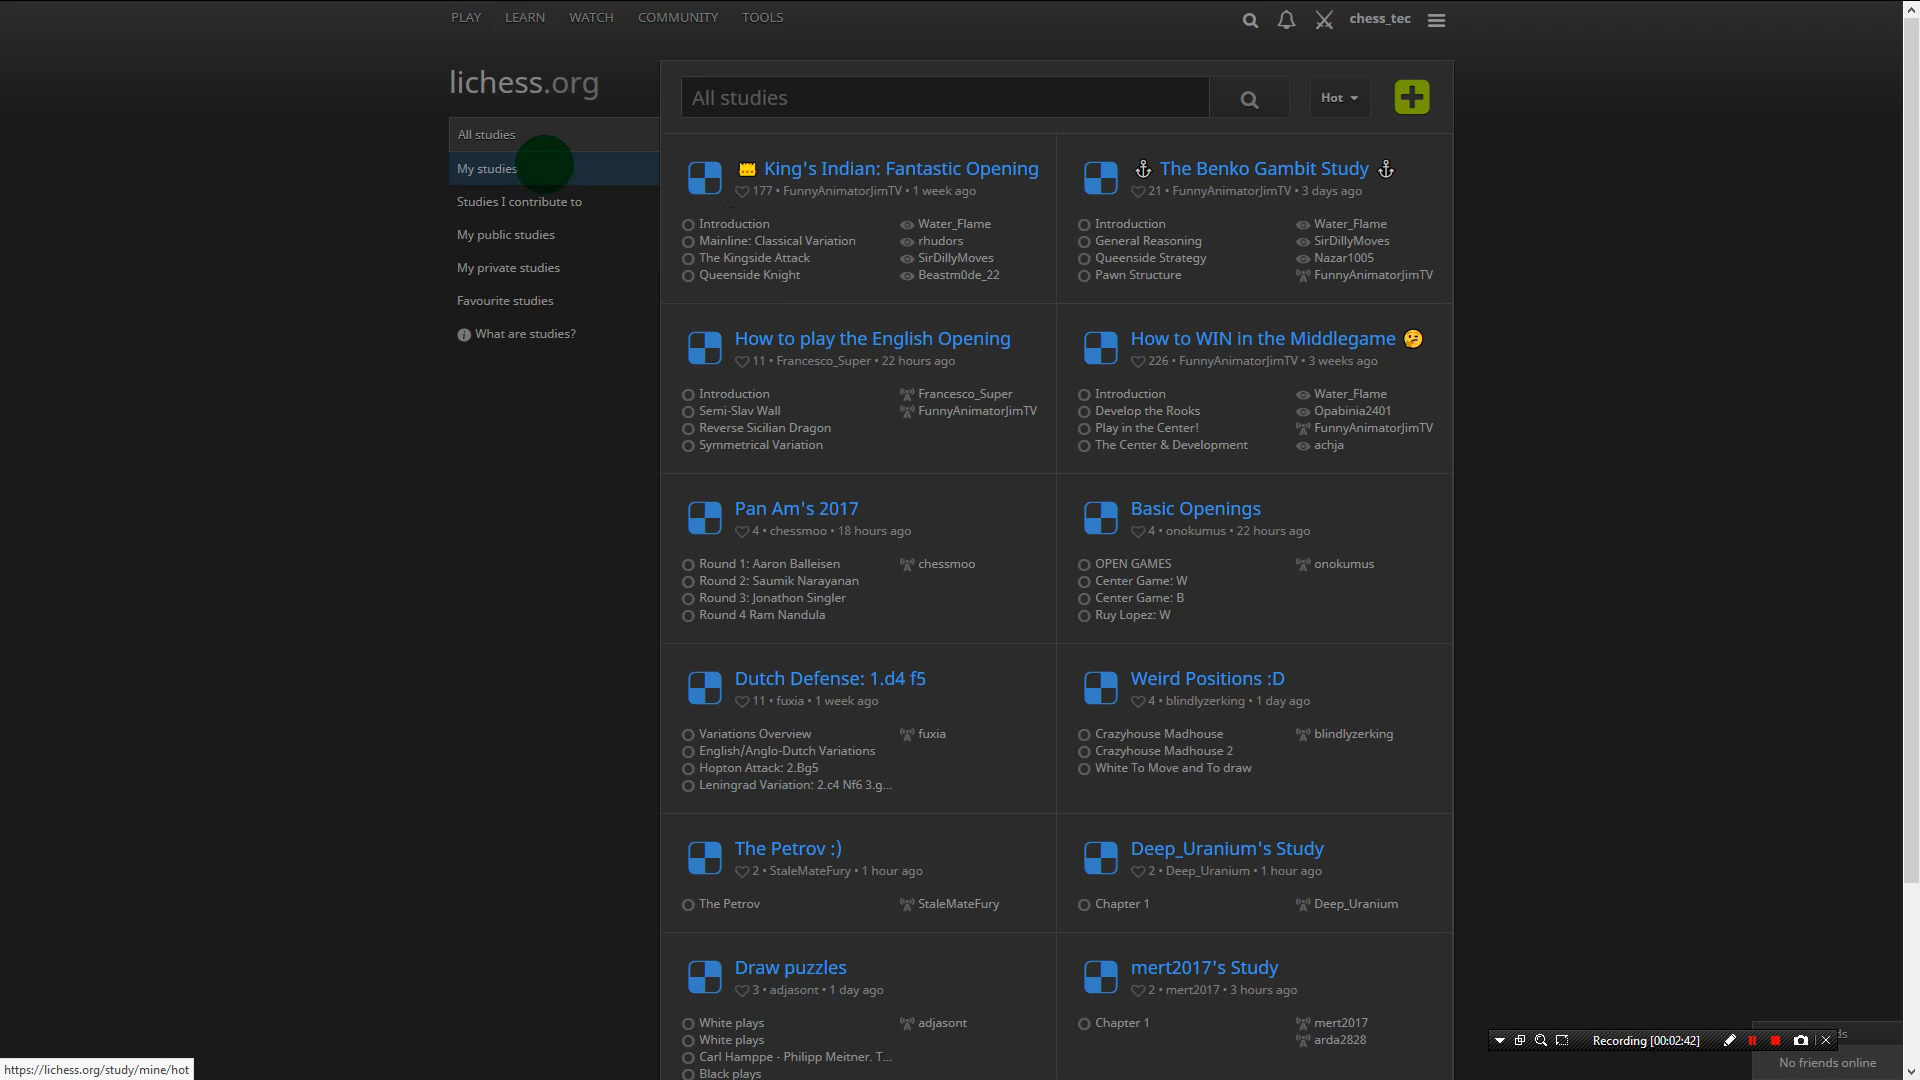 PLAY LEARN WATCH COMMUNITY TOOLS
chess_tec
lichess.org
All studies
My studies
Studies I contribute to
My public studies
My private studies
Favourite studies
What are studies?
All studies
Hot
King's Indian: Fantastic Opening
177 • FunnyAnimatorJimTV • 1 week ago
Introduction
Mainline: Classical Variation
The Kingside Attack
Queenside Knight
Water_Flame
rhudors
SirDillyMoves
Beastm0de_22
The Benko Gambit Study
21 • FunnyAnimatorJimTV • 3 days ago
Introduction
General Reasoning
Queenside Strategy
Pawn Structure
Water_Flame
SirDillyMoves
Nazar1005
FunnyAnimatorJimTV
How to play the English Opening
11 • Francesco_Super • 22 hours ago
Introduction
Semi-Slav Wall
Reverse Sicilian Dragon
Symmetrical Variation
Francesco_Super
FunnyAnimatorJimTV
How to WIN in the Middlegame
226 • FunnyAnimatorJimTV • 3 weeks ago
Introduction
Develop the Rooks
Play in the Center!
The Center & Development
Water_Flame
Opabinia2401
FunnyAnimatorJimTV
achja
Pan Am's 2017
4 • chessmoo • 18 hours ago
Round 1: Aaron Balleisen
Round 2: Saumik Narayanan
Round 3: Jonathon Singler
Round 4 Ram Nandula
chessmoo
Basic Openings
4 • onokumus • 22 hours ago
OPEN GAMES
Center Game: W
Center Game: B
Ruy Lopez: W
onokumus
Dutch Defense: 1.d4 f5
11 • fuxia • 1 week ago
Variations Overview
English/Anglo-Dutch Variations
Hopton Attack: 2.Bg5
Leningrad Variation: 2.c4 Nf6 3.g...
fuxia
Weird Positions :D
4 • blindlyzerking • 1 day ago
Crazyhouse Madhouse
Crazyhouse Madhouse 2
White To Move and To draw
blindlyzerking
The Petrov :)
2 • StaleMateFury • 1 hour ago
The Petrov
StaleMateFury
Deep_Uranium's Study
2 • Deep_Uranium • 1 hour ago
Chapter 1
Deep_Uranium
Draw puzzles
3 • adjasont • 1 day ago
White plays
White plays
Carl Hamppe - Philipp Meitner. T...
Black plays
adjasont
mert2017's Study
2 • mert2017 • 3 hours ago
Chapter 1
mert2017
arda2828
Recording [00:02:42]
No friends online
https://lichess.org/study/mine/hot